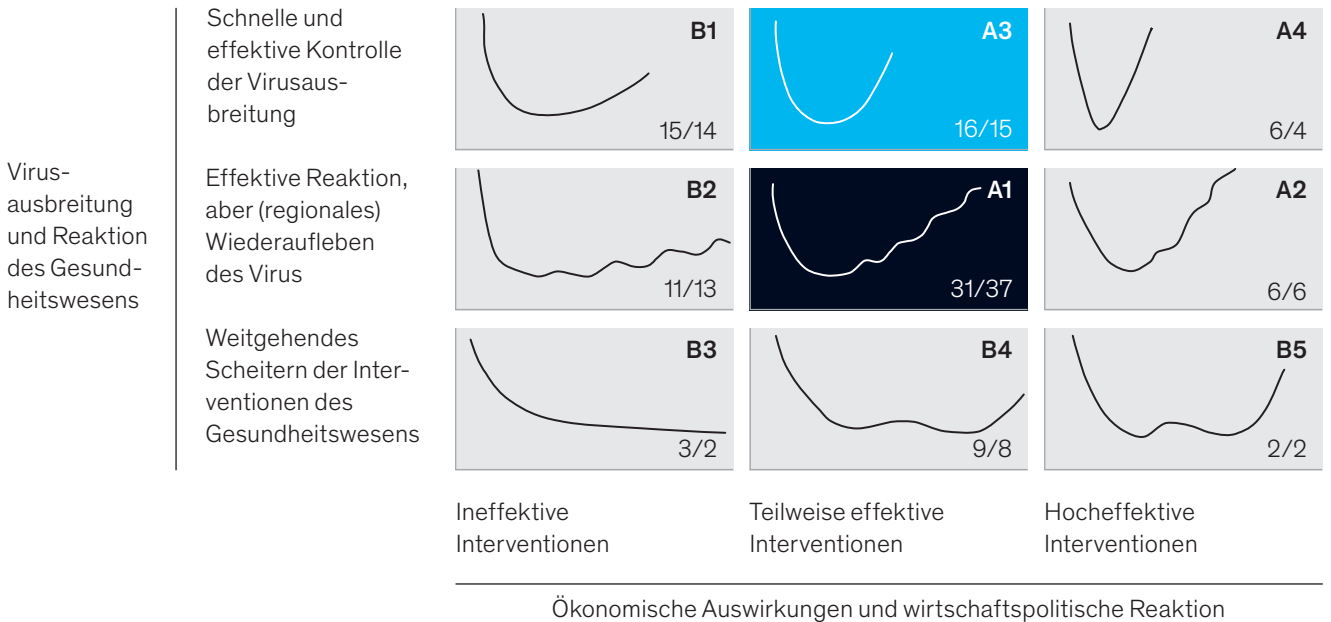 Virus-
ausbreitung
und Reaktion
des Gesund-
heitswesens
Schnelle und
effektive Kontrolle
der Virusaus-
breitung
B1
15/14
A3
16/15
A4
6/4
Effektive Reaktion,
aber (regionales)
Wiederaufleben
des Virus
B2
11/13
A1
31/37
A2
6/6
Weitgehendes
Scheitern der Inter-
ventionen des
Gesundheitswesens
B3
3/2
B4
9/8
B5
2/2
Ineffektive
Interventionen
Teilweise effektive
Interventionen
Hocheffektive
Interventionen
Ökonomische Auswirkungen und wirtschaftspolitische Reaktion